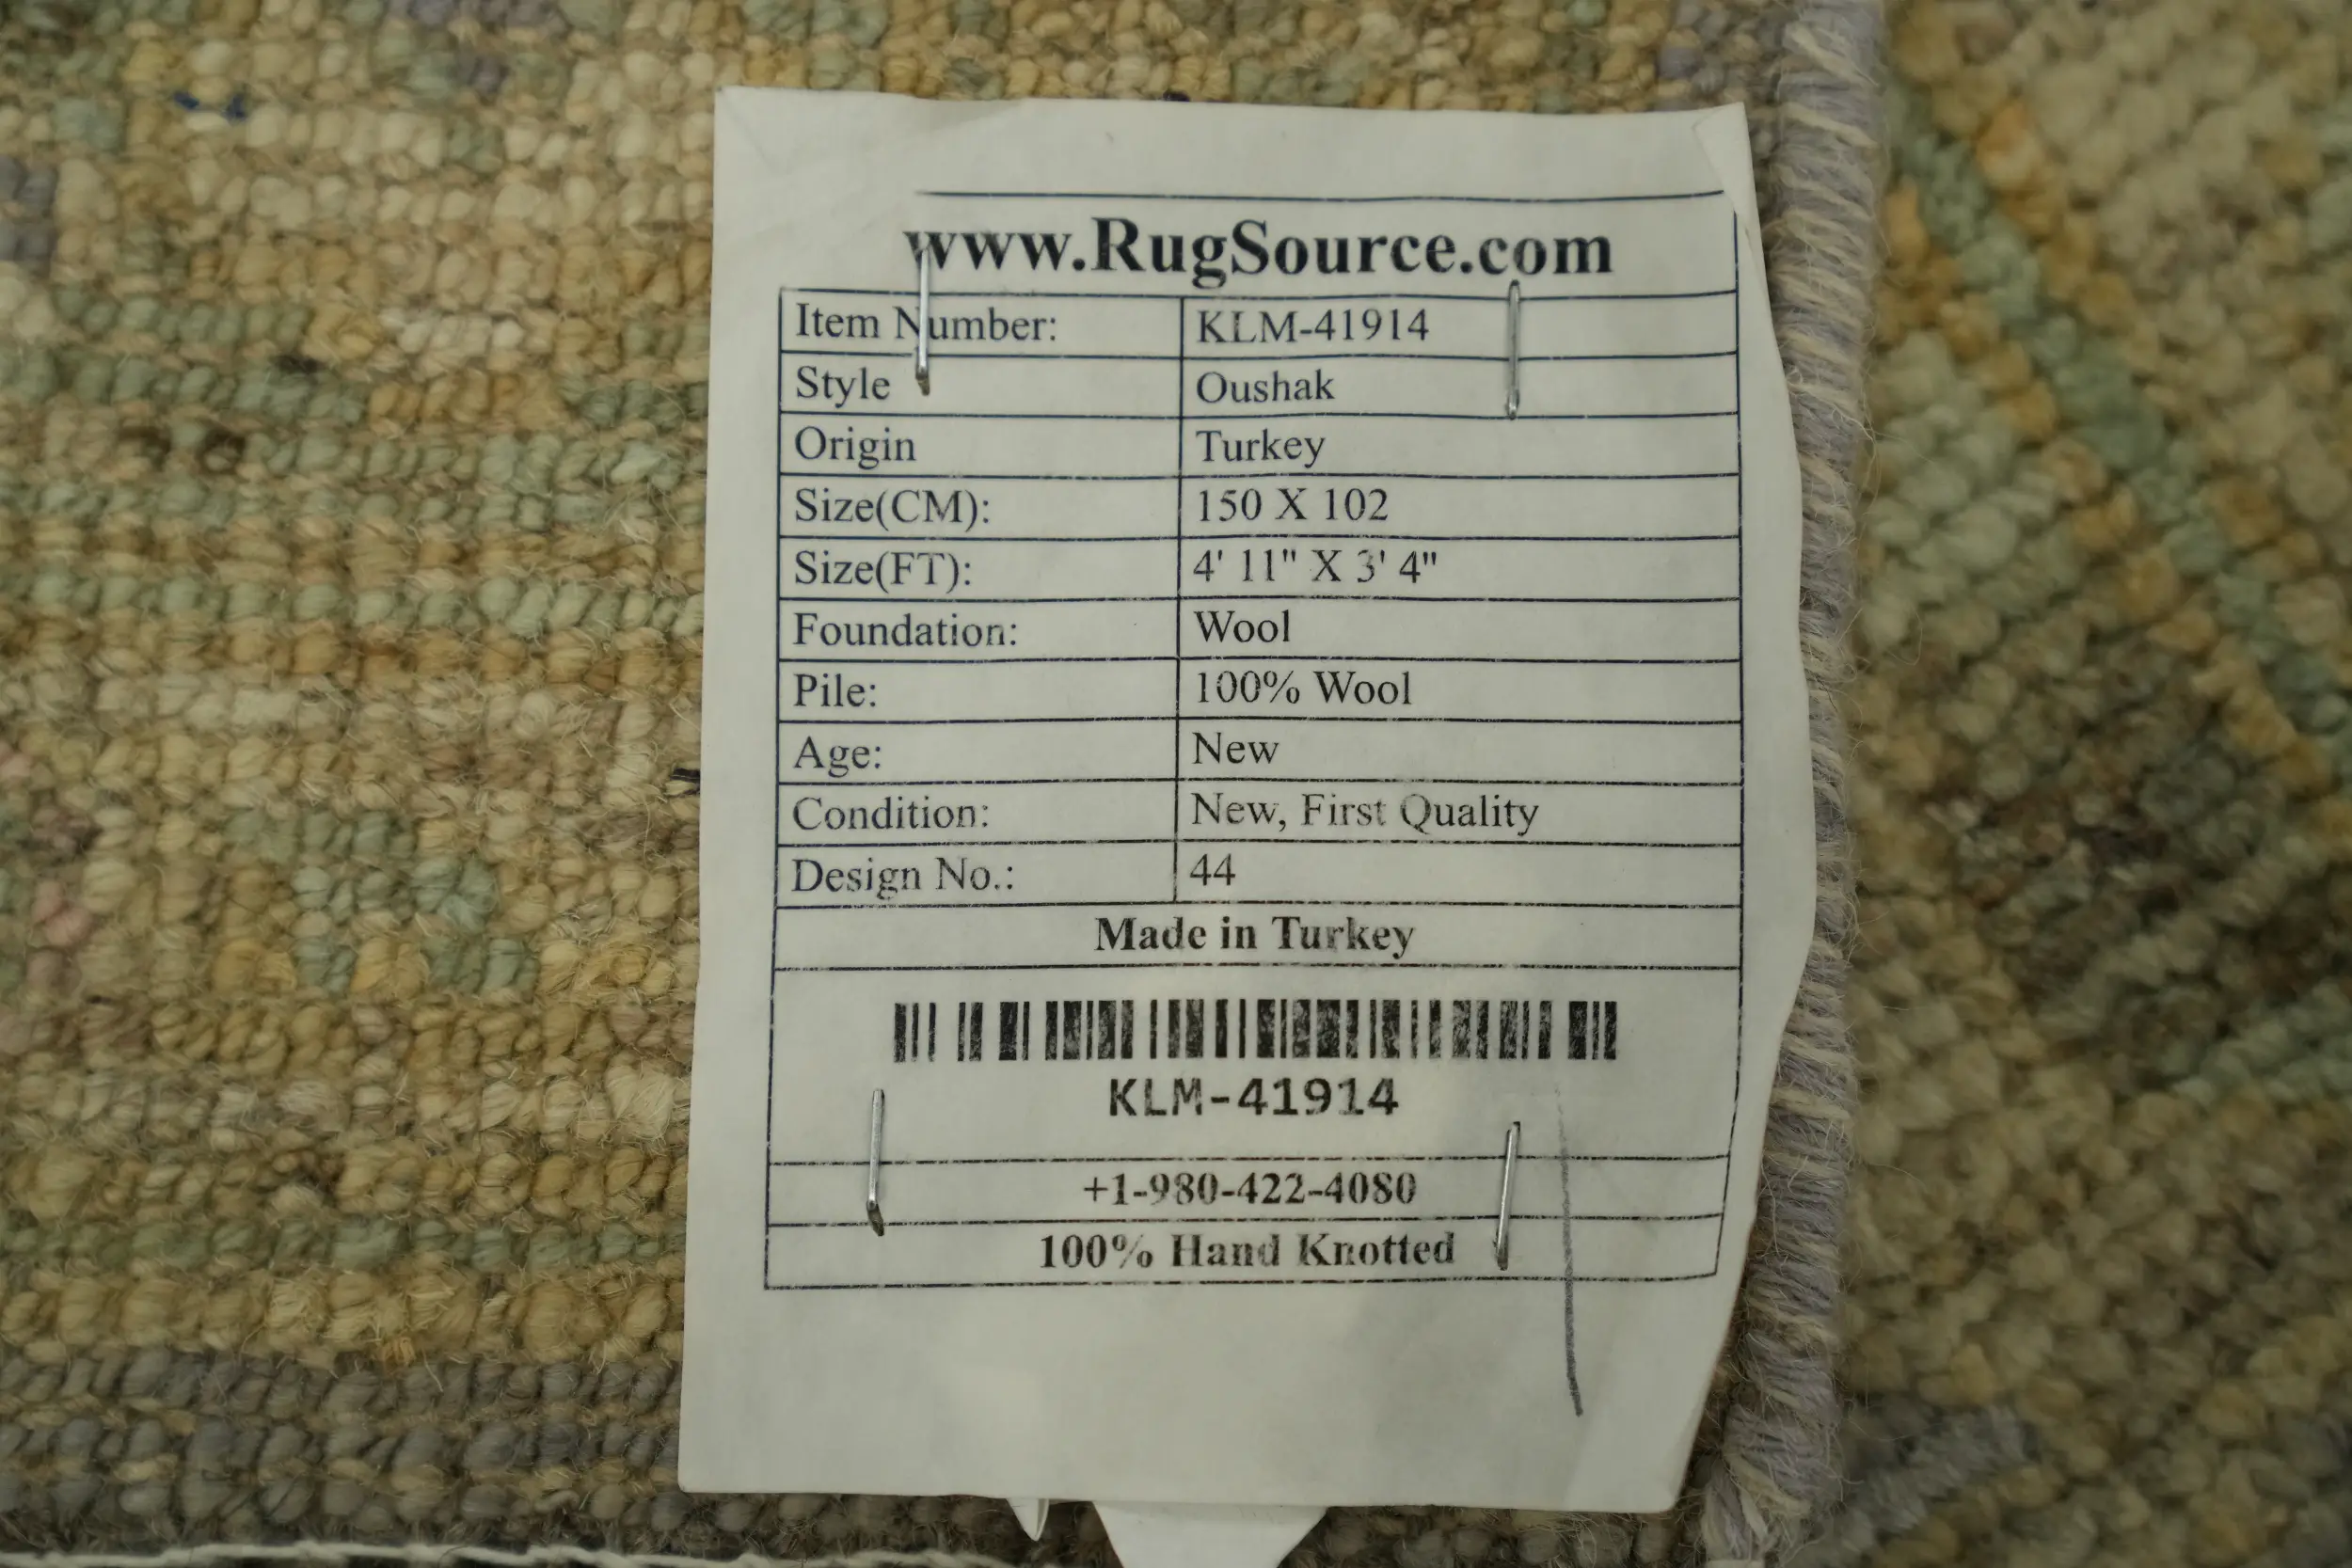 www.RugSource.com
Item Number: KLM-41914
Style Oushak
Origin Turkey
Size(CM): 150 X 102
Size(FT): 4' 11" X 3' 4"
Foundation: Wool
Pile: 100% Wool
Age: New
Condition: New, First Quality
Design No.: 44
Made in Turkey
KLM-41914
+1-980-422-4080
100% Hand Knotted